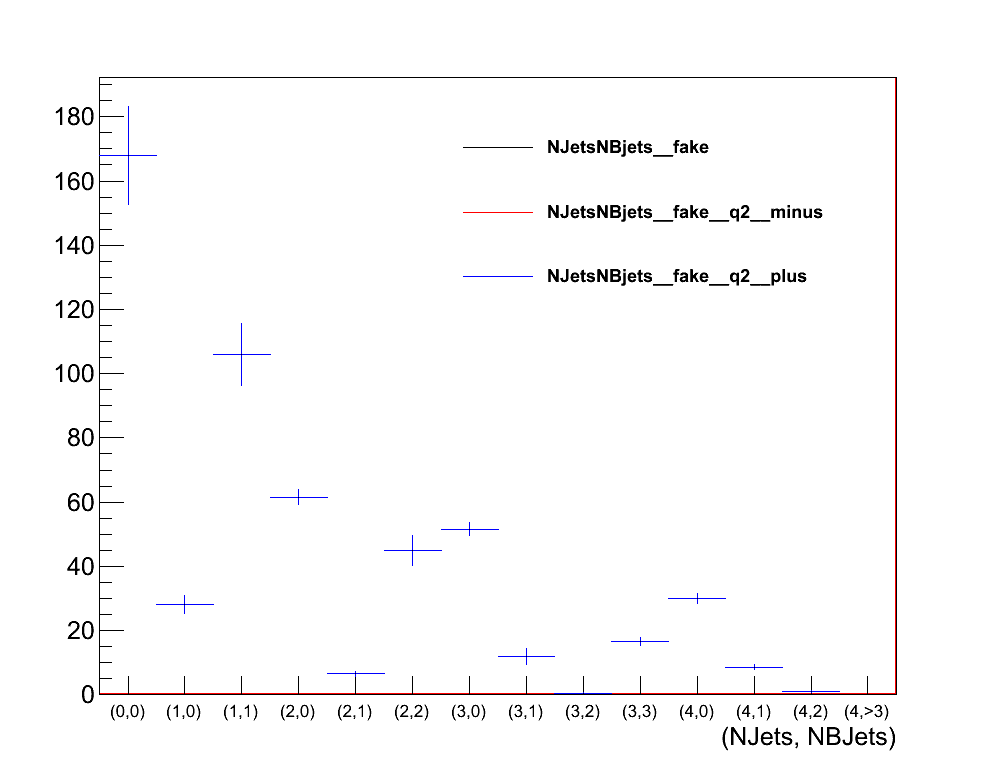 180
160
140
120
100
80
60
40
20
0
NJetsNBjets__fake
NJetsNBjets__fake__q2__minus
NJetsNBjets__fake__q2__plus
(0,0) (1,0) (1,1) (2,0) (2,1) (2,2) (3,0) (3,1) (3,2) (3,3) (4,0) (4,1) (4,2) (4,>3)
(NJets, NBJets)